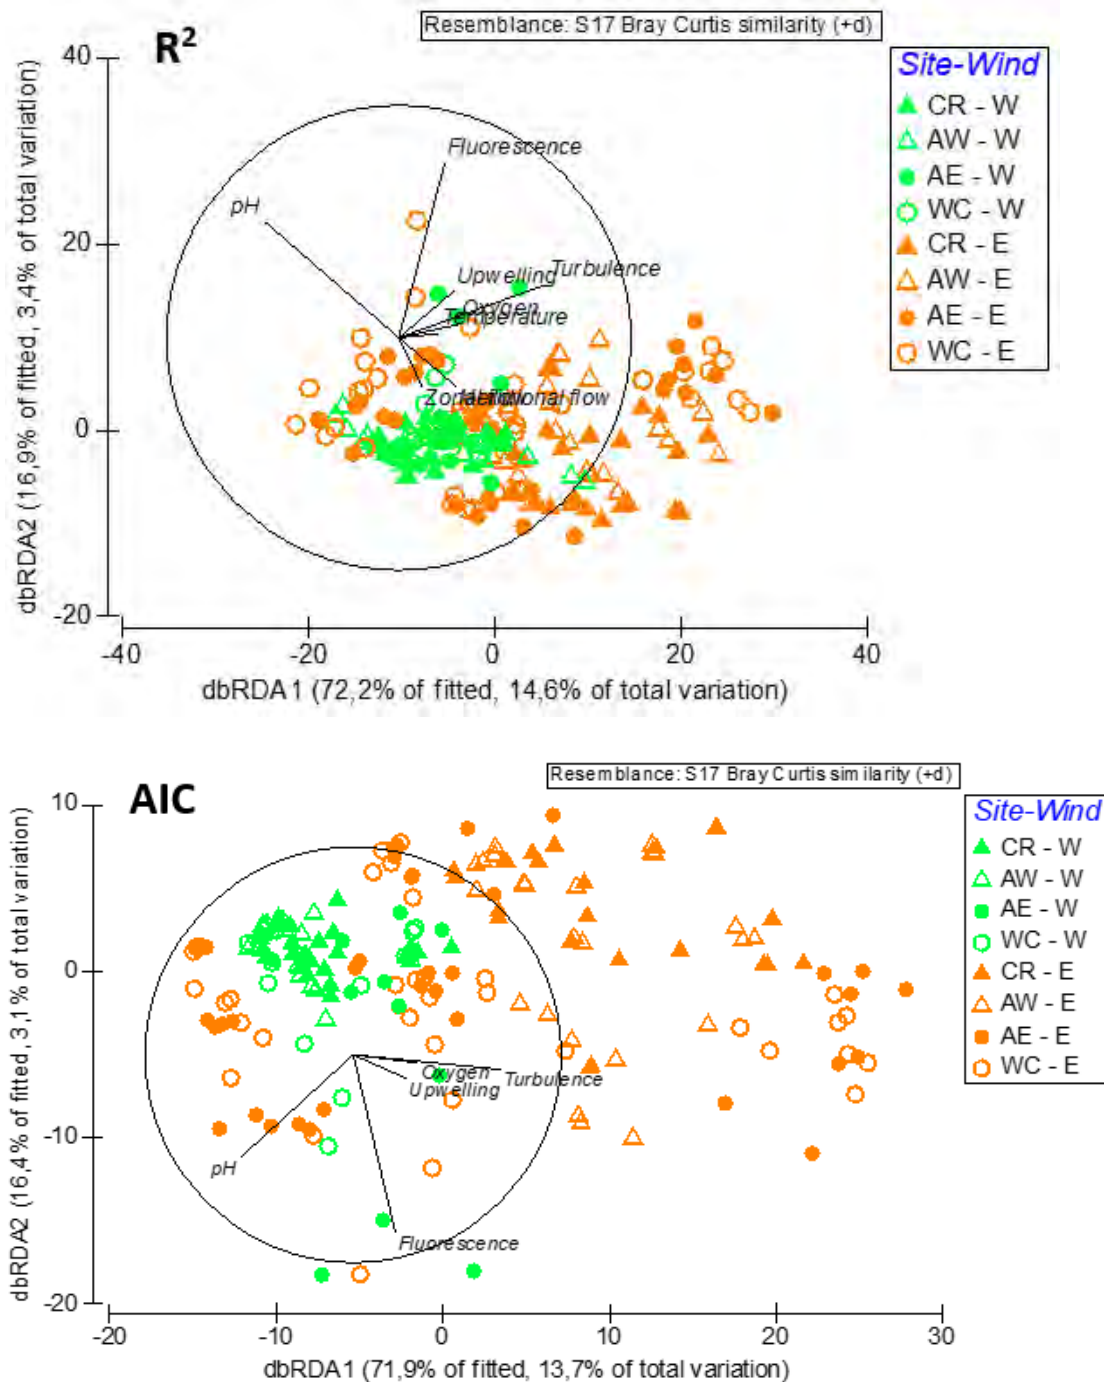 Resemblance: S17 Bray Curtis similarity (+d)
R²
40
20
0
-20
dbRDA2 (16,9% of fitted, 3,4% of total variation)
Fluorescence
pH
Upwelling
Turbulence
Oxygen
Temperature
Zonal flow
Meridional flow
-40
-20
0
20
40
dbRDA1 (72,2% of fitted, 14,6% of total variation)
Site-Wind
CR - W
AW - W
AE - W
WC - W
CR - E
AW - E
AE - E
WC - E
Resemblance: S17 Bray Curtis similarity (+d)
AIC
10
0
-10
-20
dbRDA2 (16,4% of fitted, 3,1% of total variation)
Oxygen
Turbulence
Upwelling
pH
Fluorescence
-20
-10
0
10
20
30
dbRDA1 (71,9% of fitted, 13,7% of total variation)
Site-Wind
CR - W
AW - W
AE - W
WC - W
CR - E
AW - E
AE - E
WC - E